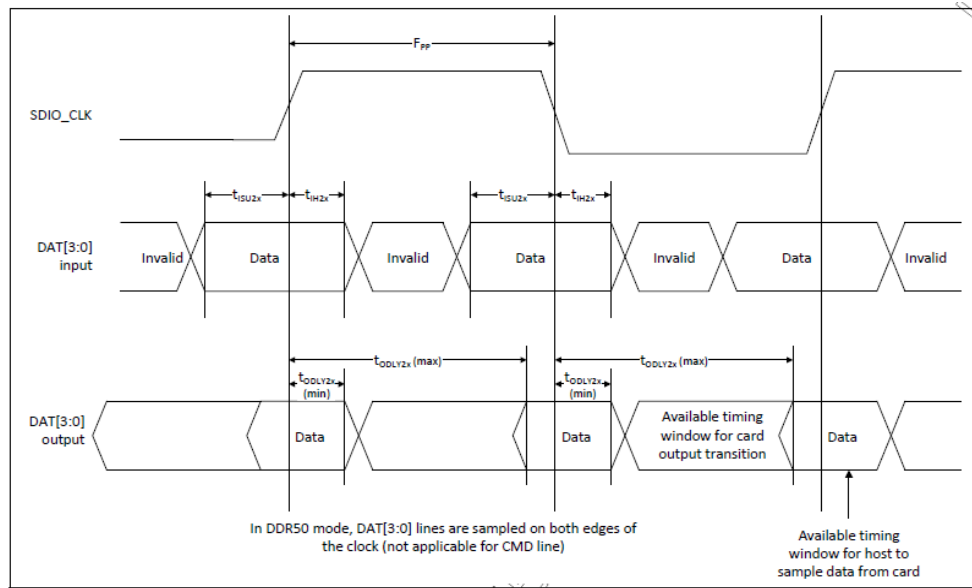 F_PP
SDIO_CLK
t_ISU2x
t_IH2x
t_ISU2x
t_IH2x
DAT[3:0]
input
Invalid
Data
Invalid
Data
Invalid
Data
Invalid
t_ODLY2x (max)
t_ODLY2x (max)
t_ODLY2x
(min)
t_ODLY2x
(min)
DAT[3:0]
output
Data
Data
Available timing
window for card
output transition
Data
In DDR50 mode, DAT[3:0] lines are sampled on both edges of
the clock (not applicable for CMD line)
Available timing
window for host to
sample data from card